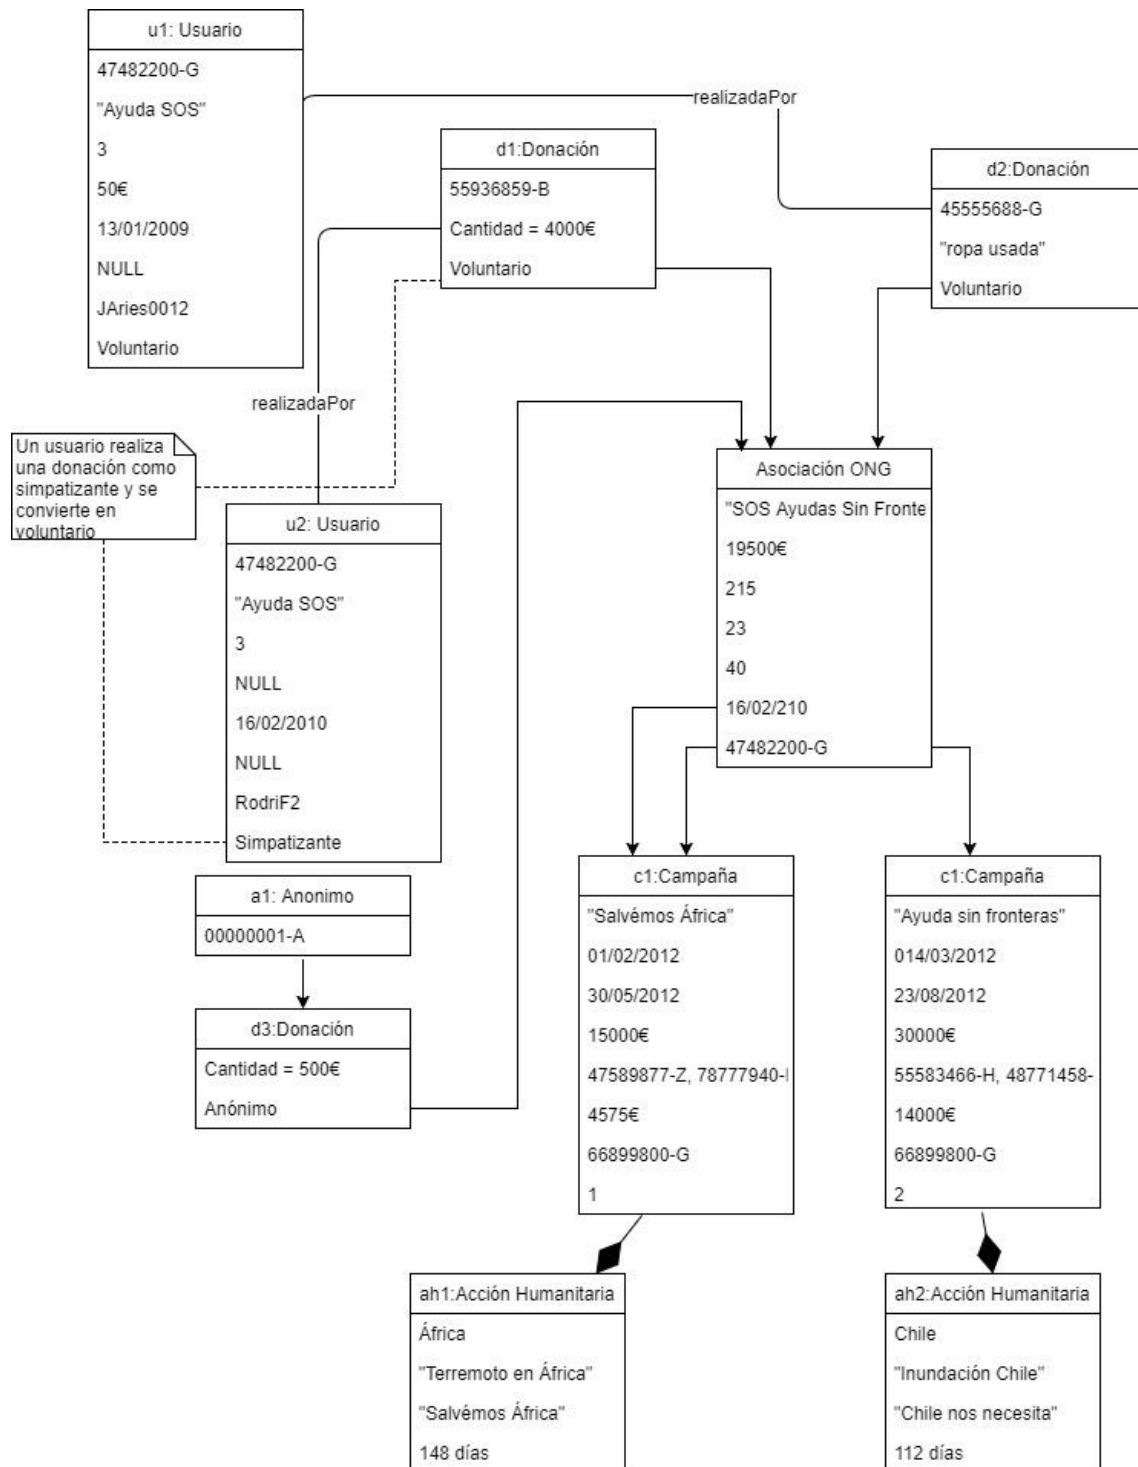 u1: Usuario
47482200-G
"Ayuda SOS"
3
50€
13/01/2009
NULL
JAries0012
Voluntario
realizadaPor
d1:Donación
55936859-B
Cantidad = 4000€
Voluntario
d2:Donación
45555688-G
"ropa usada"
Voluntario
realizadaPor
Un usuario realiza
una donación como
simpatizante y se
convierte en
voluntario
u2: Usuario
47482200-G
"Ayuda SOS"
3
NULL
16/02/2010
NULL
RodriF2
Simpatizante
Asociación ONG
"SOS Ayudas Sin Fronte
19500€
215
23
40
16/02/210
47482200-G
a1: Anonimo
00000001-A
d3:Donación
Cantidad = 500€
Anónimo
c1:Campaña
"Salvémos África"
01/02/2012
30/05/2012
15000€
47589877-Z, 78777940-
4575€
66899800-G
1
c1:Campaña
"Ayuda sin fronteras"
014/03/2012
23/08/2012
30000€
55583466-H, 48771458-
14000€
66899800-G
2
ah1:Acción Humanitaria
África
"Terremoto en África"
"Salvémos África"
148 días
ah2:Acción Humanitaria
Chile
"Inundación Chile"
"Chile nos necesita"
112 días